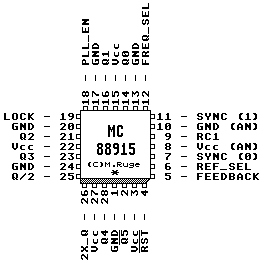 18 - PLL_EN
17 - GND
16 - Q1
15 - Vcc
14 - Q0
13 - GND
12 - FREQ_SEL
LOCK - 19
GND - 20
Q2 - 21
Vcc - 22
Q3 - 23
GND - 24
Q/2 - 25
MC
88915
(C)M.Ruge
*
11 - SYNC (1)
10 - GND (AN)
9 - RC1
8 - Vcc (AN)
7 - SYNC (0)
6 - REF_SEL
5 - FEEDBACK
2X_Q - 26
Vcc - 27
Q4 - 28
GND - 1
Q5 - 2
Vcc - 3
RST - 4